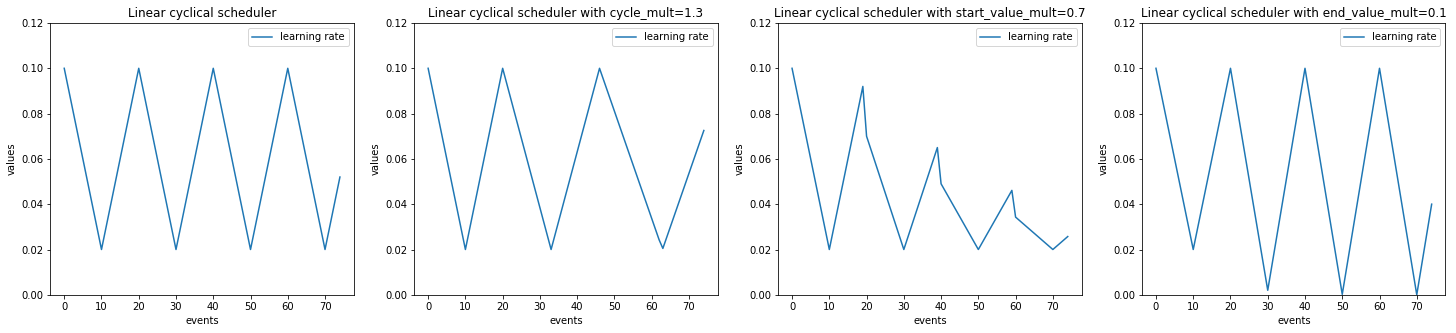 Linear cyclical scheduler
learning rate
0.12
0.10
0.08
0.06
0.04
0.02
0.00
values
0 10 20 30 40 50 60 70
events
Linear cyclical scheduler with cycle_mult=1.3
learning rate
0.12
0.10
0.08
0.06
0.04
0.02
0.00
values
0 10 20 30 40 50 60 70
events
Linear cyclical scheduler with start_value_mult=0.7
learning rate
0.12
0.10
0.08
0.06
0.04
0.02
0.00
values
0 10 20 30 40 50 60 70
events
Linear cyclical scheduler with end_value_mult=0.1
learning rate
0.12
0.10
0.08
0.06
0.04
0.02
0.00
values
0 10 20 30 40 50 60 70
events